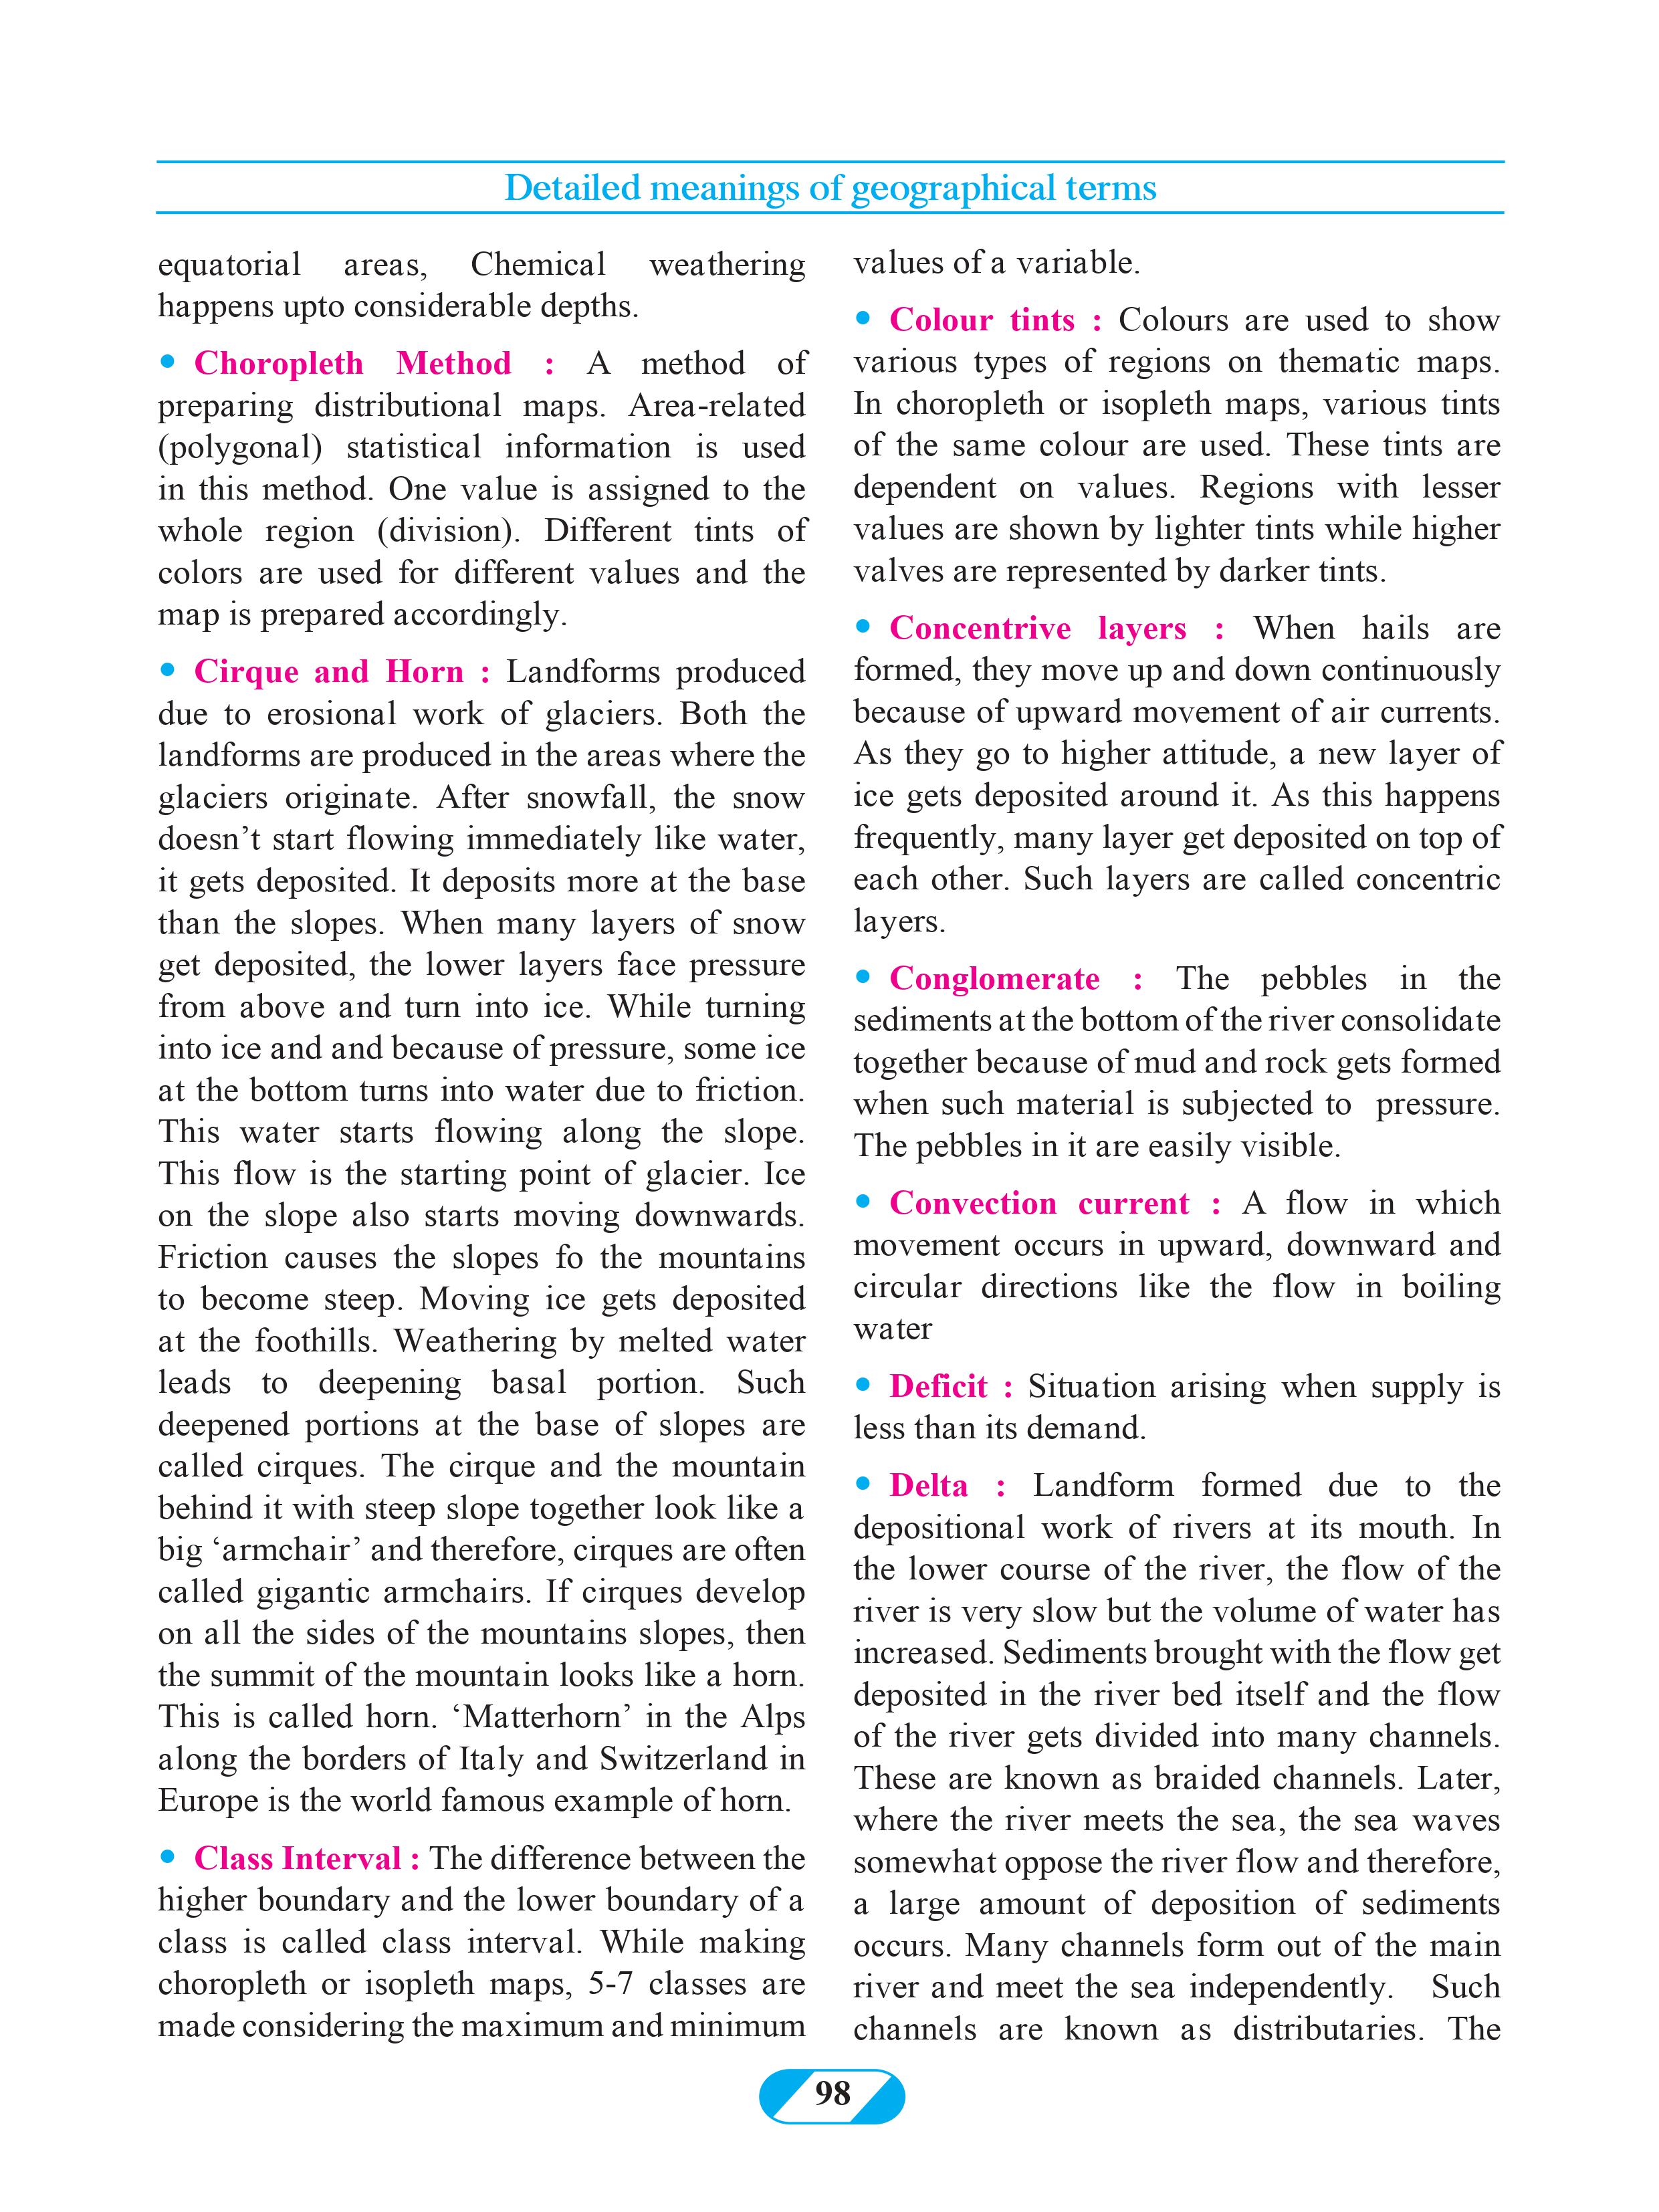 Detailed meanings of geographical terms
equatorial areas, Chemical weathering
happens upto considerable depths.
• Choropleth Method : A method of
preparing distributional maps. Area-related
(polygonal) statistical information is used
in this method. One value is assigned to the
whole region (division). Different tints of
colors are used for different values and the
map is prepared accordingly.
• Cirque and Horn : Landforms produced
due to erosional work of glaciers. Both the
landforms are produced in the areas where the
glaciers originate. After snowfall, the snow
doesn’t start flowing immediately like water,
it gets deposited. It deposits more at the base
than the slopes. When many layers of snow
get deposited, the lower layers face pressure
from above and turn into ice. While turning
into ice and and because of pressure, some ice
at the bottom turns into water due to friction.
This water starts flowing along the slope.
This flow is the starting point of glacier. Ice
on the slope also starts moving downwards.
Friction causes the slopes fo the mountains
to become steep. Moving ice gets deposited
at the foothills. Weathering by melted water
leads to deepening basal portion. Such
deepened portions at the base of slopes are
called cirques. The cirque and the mountain
behind it with steep slope together look like a
big ‘armchair’ and therefore, cirques are often
called gigantic armchairs. If cirques develop
on all the sides of the mountains slopes, then
the summit of the mountain looks like a horn.
This is called horn. ‘Matterhorn’ in the Alps
along the borders of Italy and Switzerland in
Europe is the world famous example of horn.
• Class Interval : The difference between the
higher boundary and the lower boundary of a
class is called class interval. While making
choropleth or isopleth maps, 5-7 classes are
made considering the maximum and minimum
values of a variable.
• Colour tints : Colours are used to show
various types of regions on thematic maps.
In choropleth or isopleth maps, various tints
of the same colour are used. These tints are
dependent on values. Regions with lesser
values are shown by lighter tints while higher
valves are represented by darker tints.
• Concentrive layers : When hails are
formed, they move up and down continuously
because of upward movement of air currents.
As they go to higher attitude, a new layer of
ice gets deposited around it. As this happens
frequently, many layer get deposited on top of
each other. Such layers are called concentric
layers.
• Conglomerate : The pebbles in the
sediments at the bottom of the river consolidate
together because of mud and rock gets formed
when such material is subjected to pressure.
The pebbles in it are easily visible.
• Convection current : A flow in which
movement occurs in upward, downward and
circular directions like the flow in boiling
water
• Deficit : Situation arising when supply is
less than its demand.
• Delta : Landform formed due to the
depositional work of rivers at its mouth. In
the lower course of the river, the flow of the
river is very slow but the volume of water has
increased. Sediments brought with the flow get
deposited in the river bed itself and the flow
of the river gets divided into many channels.
These are known as braided channels. Later,
where the river meets the sea, the sea waves
somewhat oppose the river flow and therefore,
a large amount of deposition of sediments
occurs. Many channels form out of the main
river and meet the sea independently. Such
channels are known as distributaries. The
98